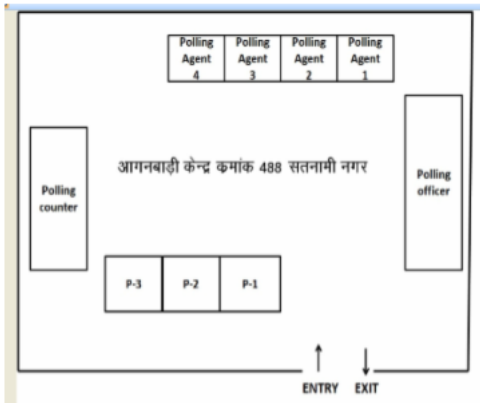 Polling Agent 4
Polling Agent 3
Polling Agent 2
Polling Agent 1
आगनबाड़ी केन्द्र कमांक 488 सतनामी नगर
Polling counter
Polling officer
P-3
P-2
P-1
ENTRY
EXIT